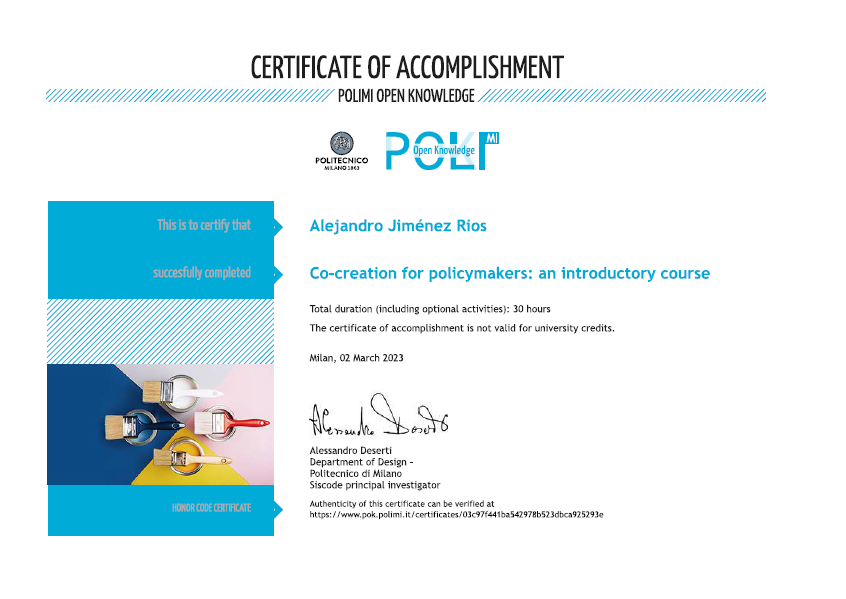 CERTIFICATE OF ACCOMPLISHMENT
POLIMI OPEN KNOWLEDGE
POLITECNICO
MILANO 1863
POLI MI
Open Knowledge
This is to certify that
Alejandro Jiménez Rios
succesfully completed
Co-creation for policymakers: an introductory course
Total duration (including optional activities): 30 hours
The certificate of accomplishment is not valid for university credits.
Milan, 02 March 2023
Alessandro Deserti
Alessandro Deserti
Department of Design -
Politecnico di Milano
Siscode principal investigator
HONOR CODE CERTIFICATE
Authenticity of this certificate can be verified at
https://www.pok.polimi.it/certificates/03c97f441ba542978b523dbca925293e